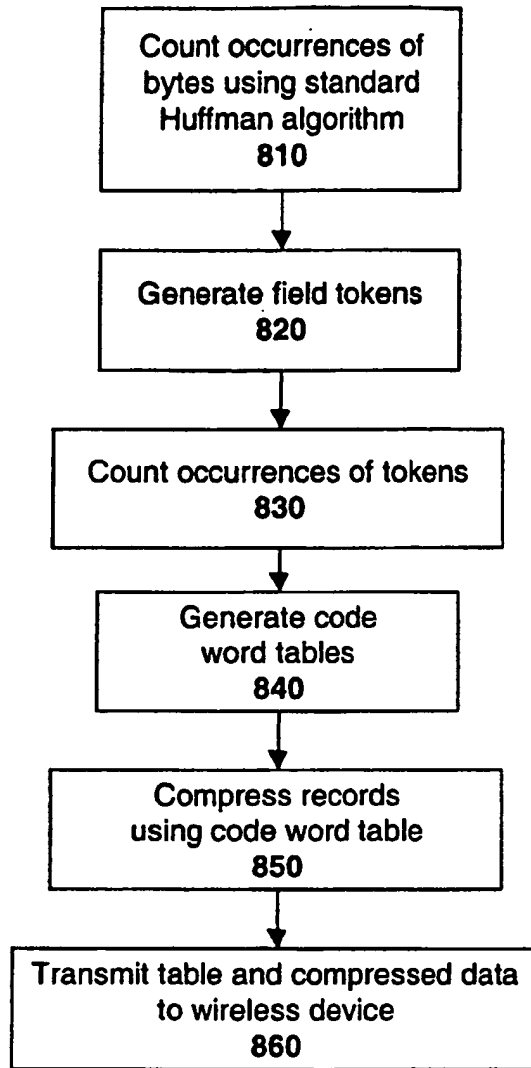 Count occurrences of
bytes using standard
Huffman algorithm
810
Generate field tokens
820
Count occurrences of tokens
830
Generate code
word tables
840
Compress records
using code word table
850
Transmit table and compressed data
to wireless device
860